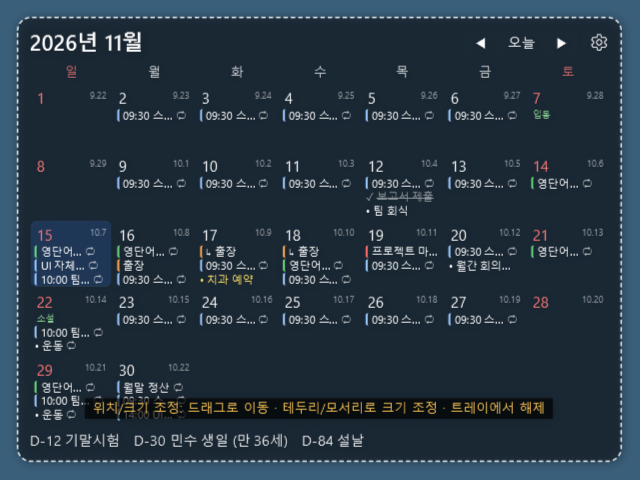 2026년 11월 ◀ 오늘 ▶
일 월 화 수 목 금 토
1 9.22 2 9.23 3 9.24 4 9.25 5 9.26 6 9.27 7 9.28
09:30 스... 09:30 스... 09:30 스... 09:30 스... 09:30 스... 입동
8 9.29 9 10.1 10 10.2 11 10.3 12 10.4 13 10.5 14 10.6
09:30 스... 09:30 스... 09:30 스... 09:30 스... 09:30 스... 영단어...
✓ 보고서 제출
• 팀 회식
15 10.7 16 10.8 17 10.9 18 10.10 19 10.11 20 10.12 21 10.13
영단어... 영단어... ↳ 출장 ↳ 출장 프로젝트 마... 09:30 스... 영단어...
UI 자체... 출장 09:30 스... 영단어... 09:30 스... • 월간 회의...
10:00 팀... 09:30 스... • 치과 예약 09:30 스...
22 10.14 23 10.15 24 10.16 25 10.17 26 10.18 27 10.19 28 10.20
소설 09:30 스... 09:30 스... 09:30 스... 09:30 스... 09:30 스...
10:00 팀...
• 운동
29 10.21 30 10.22
영단어... 월말 정산
10:00 팀... 09:30 스...
• 운동 14:00
위치/크기 조정: 드래그로 이동 · 테두리/모서리로 크기 조정 · 트레이에서 해제
D-12 기말시험 D-30 민수 생일 (만 36세) D-84 설날